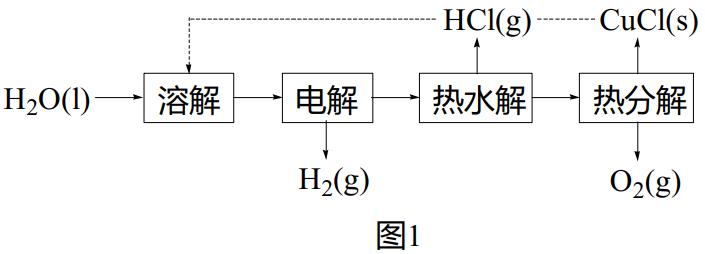 HCl(g) CuCl(s)
H₂O(l) 溶解 电解 热水解 热分解
H₂(g) O₂(g)
图1